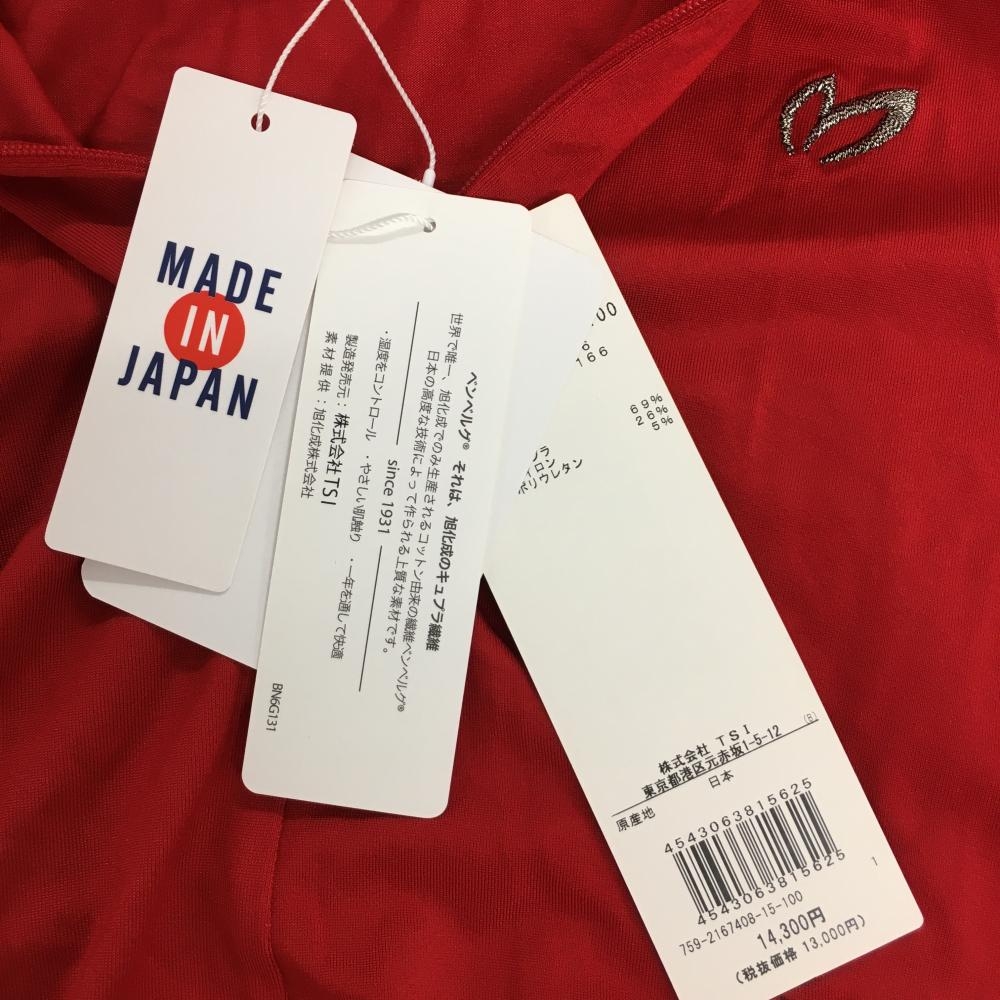 MADE
IN
JAPAN
ベンベルグ® それは、旭化成のキュプラ繊維
世界で唯一、旭化成でのみ生産されるコットン由来の繊維ベンベルグ®
日本の高度な技術によって作られる上質な素材です。
since 1931
・湿度をコントロール ・やさしい肌触り ・一年を通して快適
製造発売元：株式会社TSI
素材提供：旭化成株式会社
BN6G131
00
166
69%
26%
5%
プラ
イロン
ポリウレタン
(B)
株式会社 TSI
東京都港区元赤坂1-5-12
原産地 日本
4543063815625
4543063815625
1
759-2167408-15-100
14,300円
(税抜価格 13,000円)